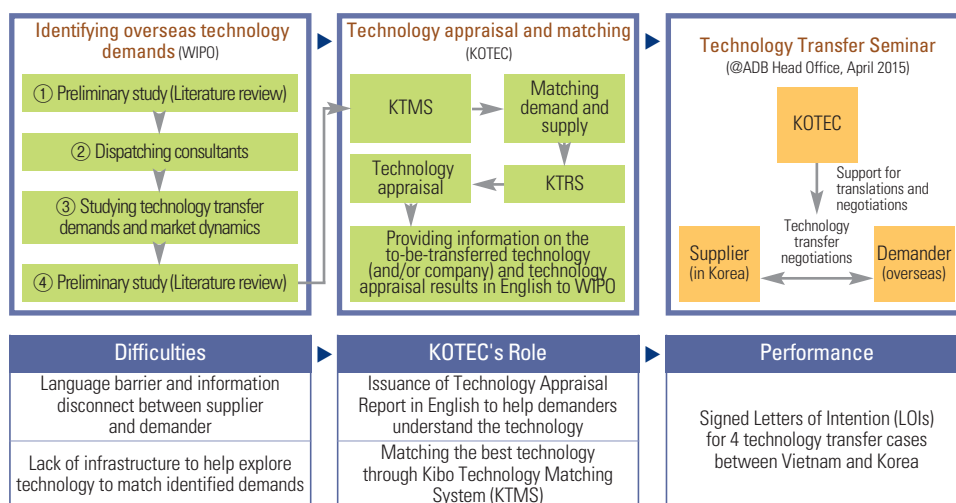 Identifying overseas technology
demands (WIPO)
① Preliminary study (Literature review)
② Dispatching consultants
③ Studying technology transfer
demands and market dynamics
④ Preliminary study (Literature review)
Technology appraisal and matching
(KOTEC)
KTMS
Matching
demand and
supply
Technology
appraisal
KTRS
Providing information on the
to-be-transferred technology
(and/or company) and technology
appraisal results in English to WIPO
Technology Transfer Seminar
(@ADB Head Office, April 2015)
KOTEC
Support for
translations and
negotiations
Technology
transfer
negotiations
Supplier
(in Korea)
Demander
(overseas)
Difficulties
Language barrier and information
disconnect between supplier
and demander
Lack of infrastructure to help explore
technology to match identified demands
KOTEC's Role
Issuance of Technology Appraisal
Report in English to help demanders
understand the technology
Matching the best technology
through Kibo Technology Matching
System (KTMS)
Performance
Signed Letters of Intention (LOIs)
for 4 technology transfer cases
between Vietnam and Korea